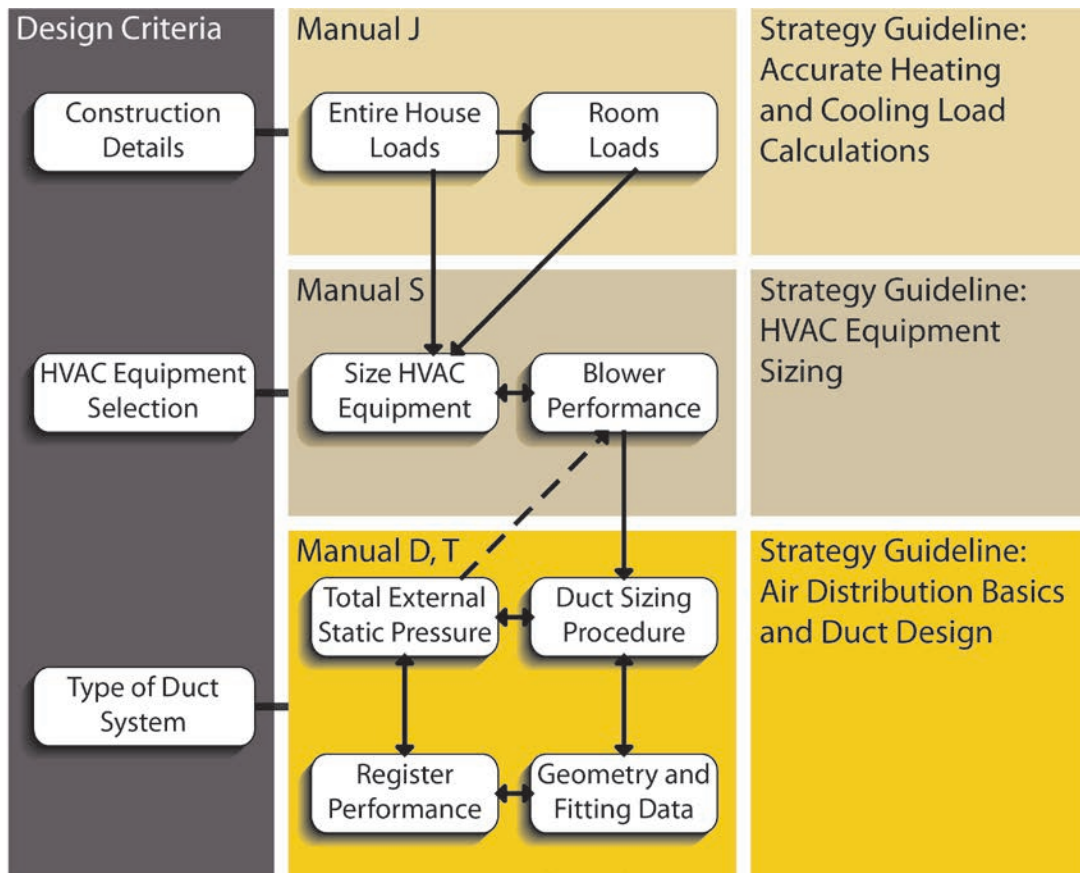 Design Criteria
Construction
Details
HVAC Equipment
Selection
Type of Duct
System
Manual J
Entire House
Loads
Room
Loads
Strategy Guideline:
Accurate Heating
and Cooling Load
Calculations
Manual S
Size HVAC
Equipment
Blower
Performance
Strategy Guideline:
HVAC Equipment
Sizing
Manual D, T
Total External
Static Pressure
Duct Sizing
Procedure
Register
Performance
Geometry and
Fitting Data
Strategy Guideline:
Air Distribution Basics
and Duct Design